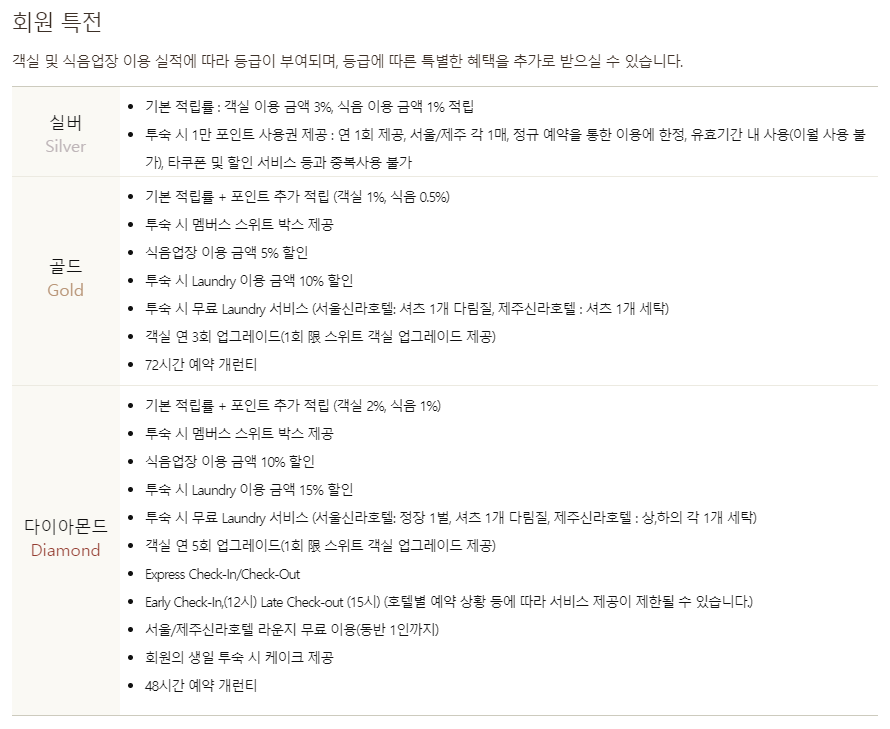 회원 특전
객실 및 식음업장 이용 실적에 따라 등급이 부여되며, 등급에 따른 특별한 혜택을 추가로 받으실 수 있습니다.
실버
Silver
• 기본 적립률 : 객실 이용 금액 3%, 식음 이용 금액 1% 적립
• 투숙 시 1만 포인트 사용권 제공 : 연 1회 제공, 서울/제주 각 1매, 정규 예약을 통한 이용에 한정, 유효기간 내 사용(이월 사용 불
가), 타쿠폰 및 할인 서비스 등과 중복사용 불가
골드
Gold
• 기본 적립률 + 포인트 추가 적립 (객실 1%, 식음 0.5%)
• 투숙 시 멤버스 스위트 박스 제공
• 식음업장 이용 금액 5% 할인
• 투숙 시 Laundry 이용 금액 10% 할인
• 투숙 시 무료 Laundry 서비스 (서울신라호텔: 셔츠 1개 다림질, 제주신라호텔 : 셔츠 1개 세탁)
• 객실 연 3회 업그레이드(1회 限 스위트 객실 업그레이드 제공)
• 72시간 예약 개런티
다이아몬드
Diamond
• 기본 적립률 + 포인트 추가 적립 (객실 2%, 식음 1%)
• 투숙 시 멤버스 스위트 박스 제공
• 식음업장 이용 금액 10% 할인
• 투숙 시 Laundry 이용 금액 15% 할인
• 투숙 시 무료 Laundry 서비스 (서울신라호텔: 정장 1벌, 셔츠 1개 다림질, 제주신라호텔 : 상,하의 각 1개 세탁)
• 객실 연 5회 업그레이드(1회 限 스위트 객실 업그레이드 제공)
• Express Check-In/Check-Out
• Early Check-In,(12시) Late Check-out (15시) (호텔별 예약 상황 등에 따라 서비스 제공이 제한될 수 있습니다.)
• 서울/제주신라호텔 라운지 무료 이용(동반 1인까지)
• 회원의 생일 투숙 시 케이크 제공
• 48시간 예약 개런티